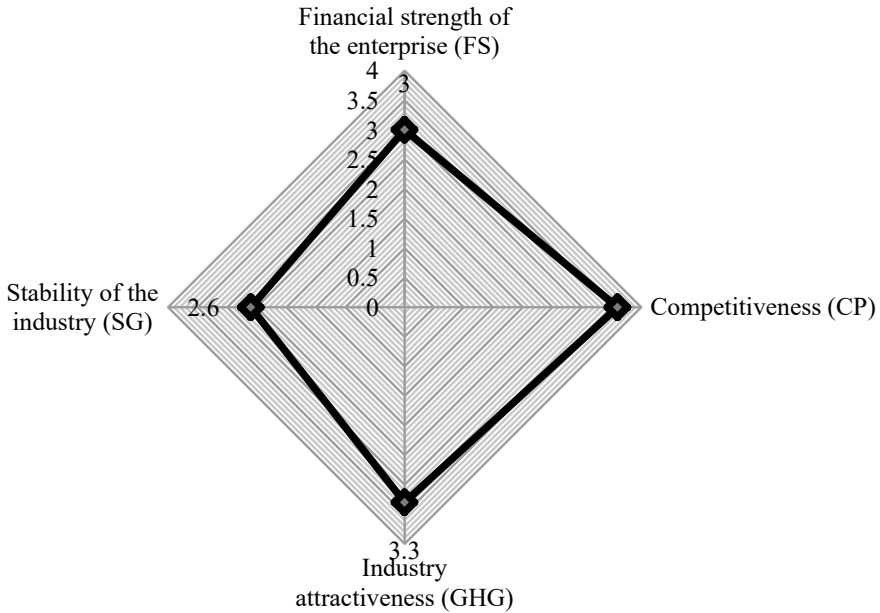 Financial strength of
the enterprise (FS)
4
3
3.5
3
2.5
2
1.5
1
0.5
0
Stability of the
industry (SG)
2.6
Competitiveness (CP)
3.3
Industry
attractiveness (GHG)